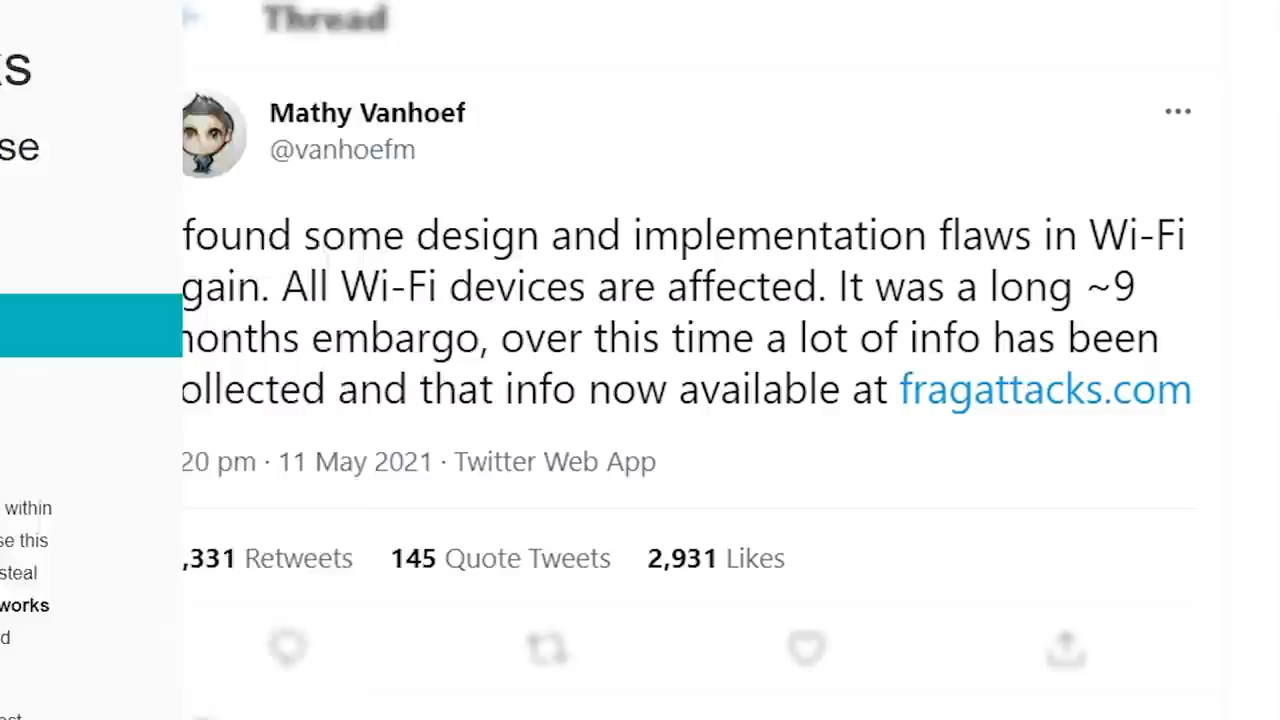 Thread
Mathy Vanhoef
@vanhoefm
found some design and implementation flaws in Wi-Fi
gain. All Wi-Fi devices are affected. It was a long ~9
onths embargo, over this time a lot of info has been
ollected and that info now available at fragattacks.com
20 pm · 11 May 2021 · Twitter Web App
,331 Retweets 145 Quote Tweets 2,931 Likes
se
within
se this
steal
works